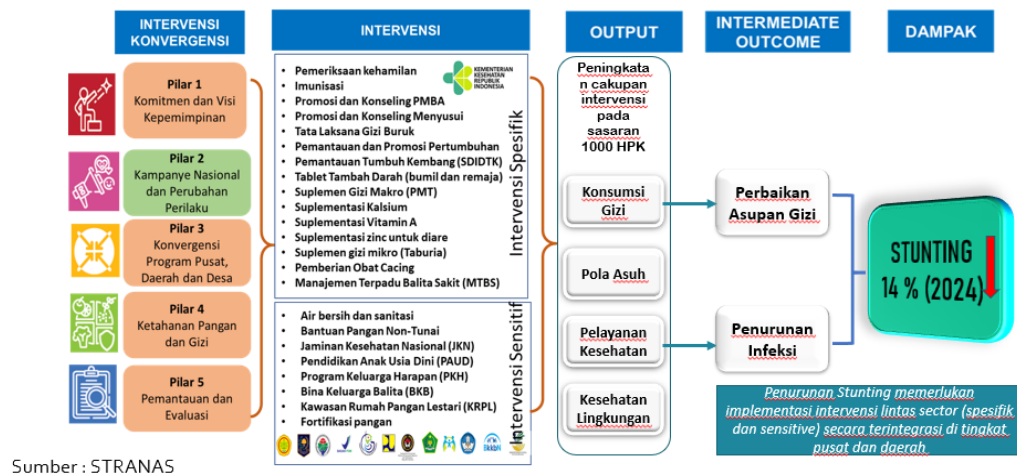 INTERVENSI
KONVERGENSI
INTERVENSI
OUTPUT
INTERMEDIATE
OUTCOME
DAMPAK
Pilar 1
Komitmen dan Visi
Kepemimpinan
Pilar 2
Kampanye Nasional
dan Perubahan
Perilaku
Pilar 3
Konvergensi
Program Pusat,
Daerah dan Desa
Pilar 4
Ketahanan Pangan
dan Gizi
Pilar 5
Pemantauan dan
Evaluasi
• Pemeriksaan kehamilan
• Imunisasi
• Promosi dan Konseling PMBA
• Promosi dan Konseling Menyusui
• Tata Laksana Gizi Buruk
• Pemantauan dan Promosi Pertumbuhan
• Pemantauan Tumbuh Kembang (SDIDTK)
• Tablet Tambah Darah (bumil dan remaja)
• Suplemen Gizi Makro (PMT)
• Suplementasi Kalsium
• Suplementasi Vitamin A
• Suplementasi zinc untuk diare
• Suplemen gizi mikro (Taburia)
• Pemberian Obat Cacing
• Manajemen Terpadu Balita Sakit (MTBS)
KEMENTERIAN
KESEHATAN
REPUBLIK
INDONESIA
Intervensi Spesifik
• Air bersih dan sanitasi
• Bantuan Pangan Non-Tunai
• Jaminan Kesehatan Nasional (JKN)
• Pendidikan Anak Usia Dini (PAUD)
• Program Keluarga Harapan (PKH)
• Bina Keluarga Balita (BKB)
• Kawasan Rumah Pangan Lestari (KRPL)
• Fortifikasi pangan
Intervensi Sensitif
Peningkata
n cakupan
intervensi
pada
sasaran
1000 HPK
Konsumsi
Gizi
Pola Asuh
Pelayanan
Kesehatan
Kesehatan
Lingkungan
Perbaikan
Asupan Gizi
Penurunan
Infeksi
STUNTING
14 % (2024)
Penurunan Stunting memerlukan
implementasi intervensi lintas sector (spesifik
dan sensitive) secara terintegrasi di tingkat
pusat dan daerah
Sumber : STRANAS